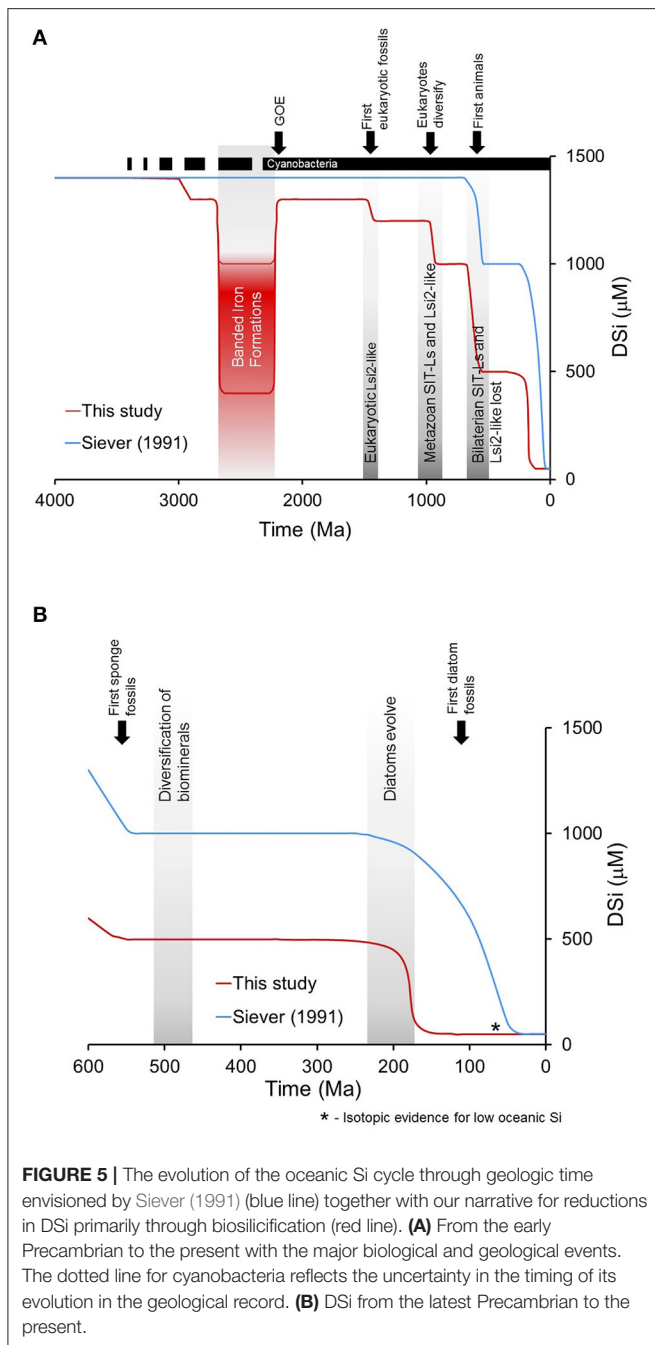 A
GOE
First
eukaryotic fossils
Eukaryotes
diversify
First animals
Cyanobacteria
1500
1000
500
0
DSi (µM)
Banded Iron
Formations
Eukaryotic Lsi2-like
Metazoan SIT-Ls and Lsi2-like
Bilaterian SIT-Ls and
Lsi2-like lost
This study
Siever (1991)
4000 3000 2000 1000 0
Time (Ma)
B
First sponge
fossils
Diversification of
biominerals
Diatoms evolve
First diatom
fossils
1500
1000
500
0
DSi (µM)
This study
Siever (1991)
*
600 500 400 300 200 100 0
Time (Ma)
* - Isotopic evidence for low oceanic Si
FIGURE 5 | The evolution of the oceanic Si cycle through geologic time
envisioned by Siever (1991) (blue line) together with our narrative for reductions
in DSi primarily through biosilicification (red line). (A) From the early
Precambrian to the present with the major biological and geological events.
The dotted line for cyanobacteria reflects the uncertainty in the timing of its
evolution in the geological record. (B) DSi from the latest Precambrian to the
present.